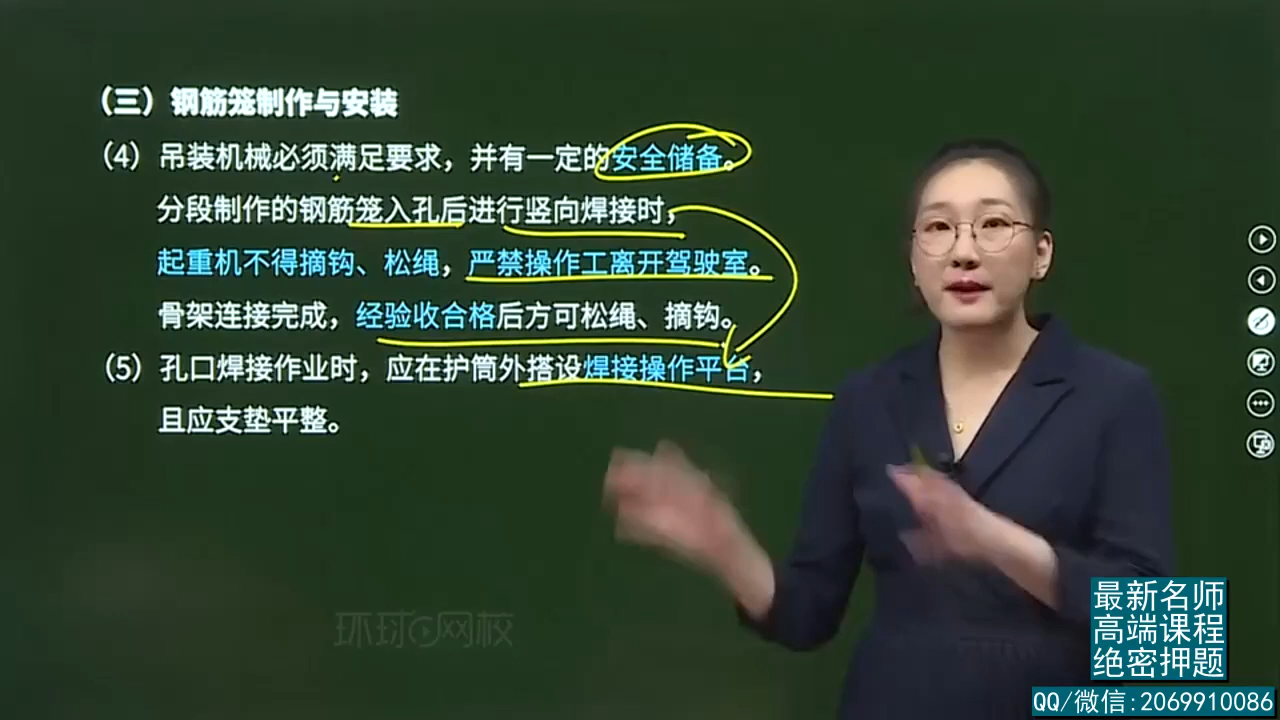 （三）钢筋笼制作与安装
（4）吊装机械必须满足要求，并有一定的安全储备。
分段制作的钢筋笼入孔后进行竖向焊接时，
起重机不得摘钩、松绳，严禁操作工离开驾驶室。
骨架连接完成，经验收合格后方可松绳、摘钩。
（5）孔口焊接作业时，应在护筒外搭设焊接操作平台，
且应支垫平整。
环球网校
最新名师
高端课程
绝密押题
QQ/微信:2069910086